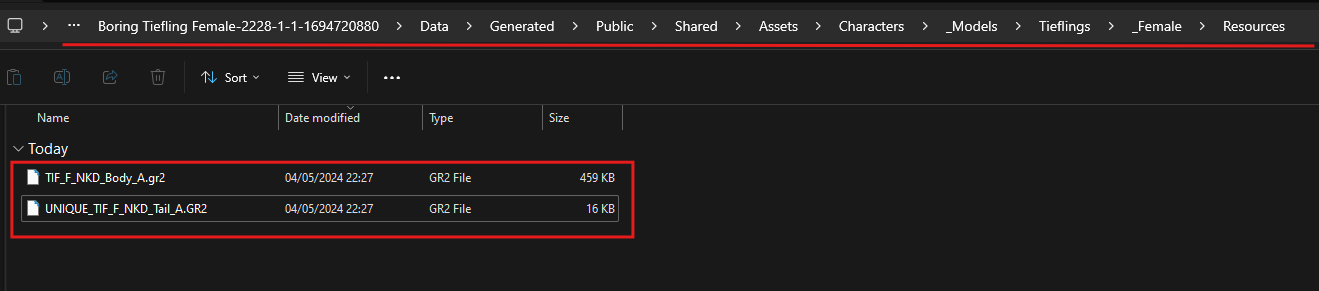 ··· Boring Tiefling Female-2228-1-1-1694720880 > Data > Generated > Public > Shared > Assets > Characters > _Models > Tieflings > _Female > Resources
Sort View ···
Name Date modified Type Size
Today
TIF_F_NKD_Body_A.gr2 04/05/2024 22:27 GR2 File 459 KB
UNIQUE_TIF_F_NKD_Tail_A.GR2 04/05/2024 22:27 GR2 File 16 KB